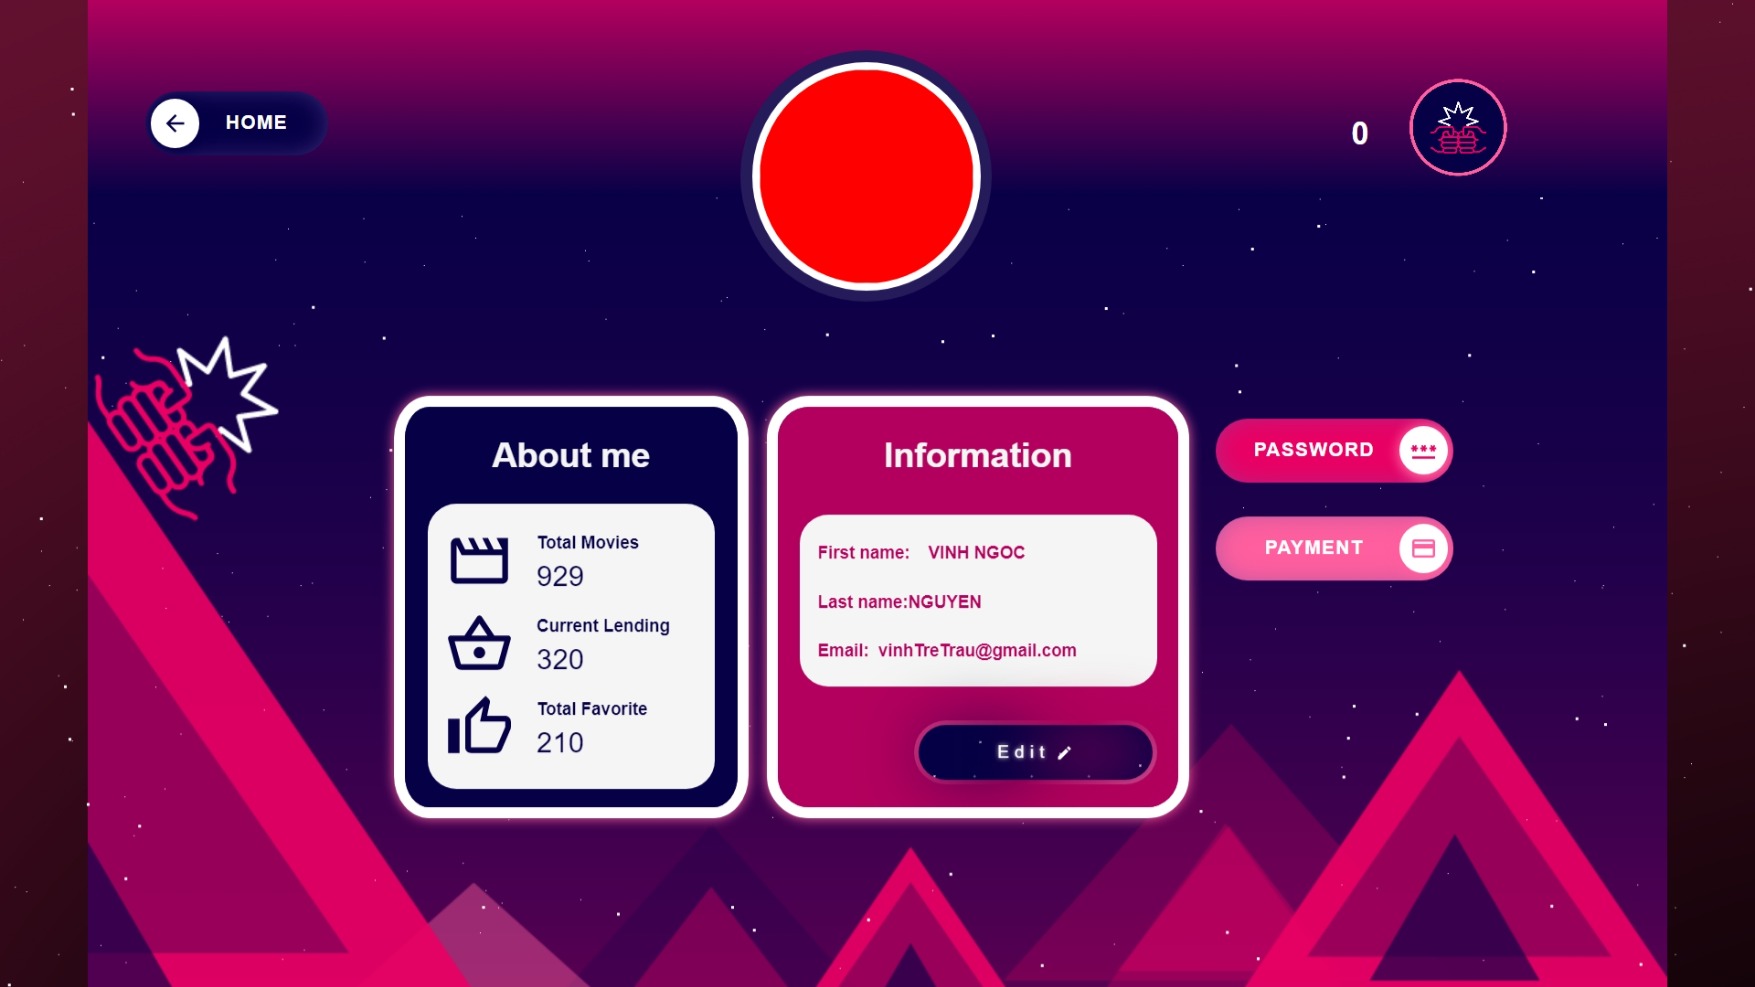 HOME
0
About me
Total Movies
929
Current Lending
320
Total Favorite
210
Information
First name: VINH NGOC
Last name:NGUYEN
Email: vinhTreTrau@gmail.com
Edit
PASSWORD
***
PAYMENT